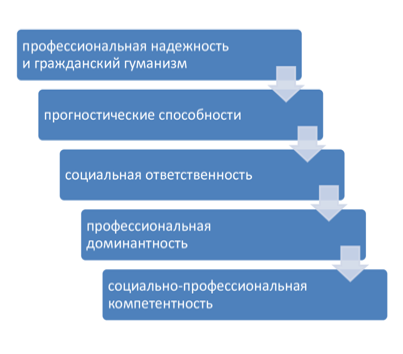 профессиональная надежность
и гражданский гуманизм
прогностические способности
социальная ответственность
профессиональная
доминантность
социально-профессиональная
компетентность